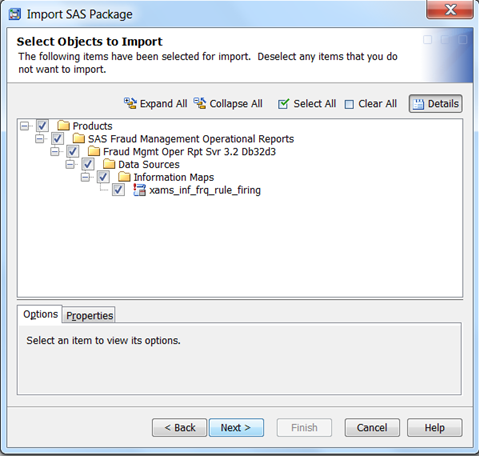 Import SAS Package
Select Objects to Import
The following items have been selected for import. Deselect any items that you do
not want to import.
Expand All Collapse All Select All Clear All Details
Products
SAS Fraud Management Operational Reports
Fraud Mgmt Oper Rpt Svr 3.2 Db32d3
Data Sources
Information Maps
xams_inf_frq_rule_firing
Options Properties
Select an item to view its options.
< Back Next > Finish Cancel Help